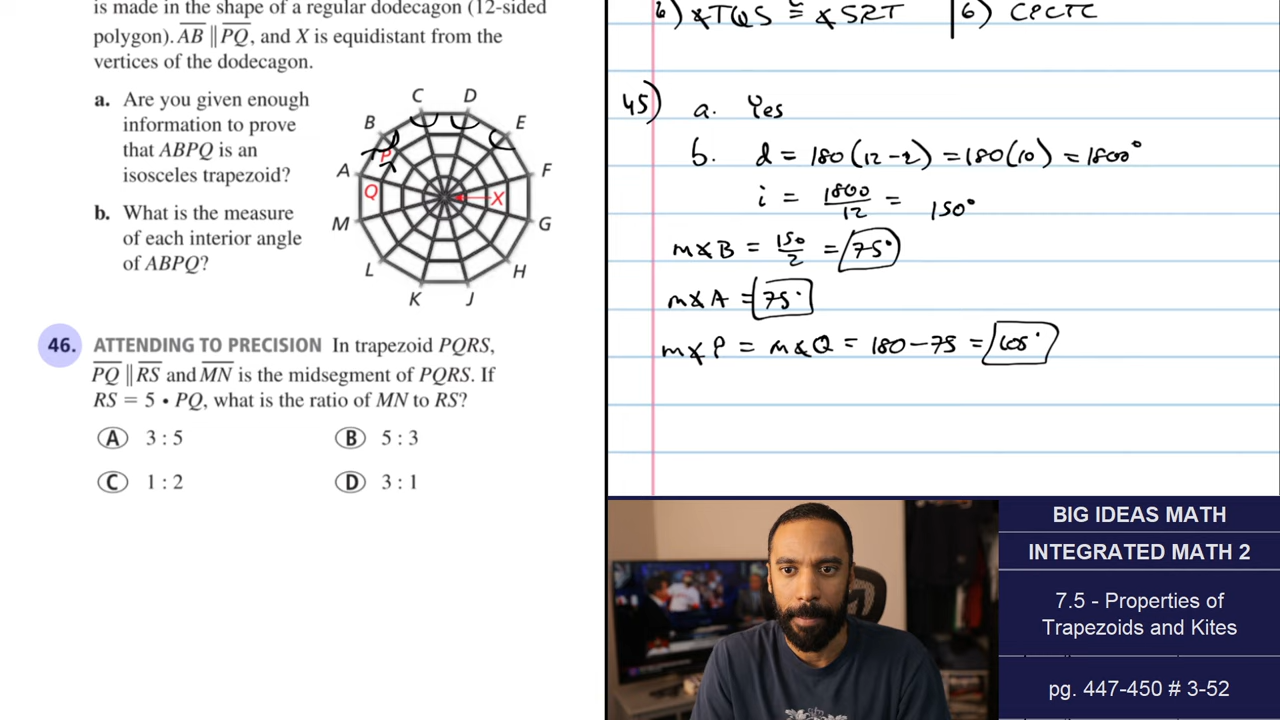 is made in the shape of a regular dodecagon (12-sided
polygon). AB ∥ PQ, and X is equidistant from the
vertices of the dodecagon.
a. Are you given enough
information to prove
that ABPQ is an
isosceles trapezoid?
b. What is the measure
of each interior angle
of ABPQ?
C D
B E
P
A F
Q X
M G
L H
K J
46. ATTENDING TO PRECISION In trapezoid PQRS,
PQ ∥ RS and MN is the midsegment of PQRS. If
RS = 5 • PQ, what is the ratio of MN to RS?
A 3 : 5 B 5 : 3
C 1 : 2 D 3 : 1
6) ∡TQS ≅ ∡SRT | 6) CPCTC
45) a. Yes
b. d = 180(12-2) = 180(10) = 1800°
i = 1800/12 = 150°
m∡B = 150/2 = 75°
m∡A = 75°
m∡P = m∡Q = 180-75 = 105°
BIG IDEAS MATH
INTEGRATED MATH 2
7.5 - Properties of
Trapezoids and Kites
pg. 447-450 # 3-52